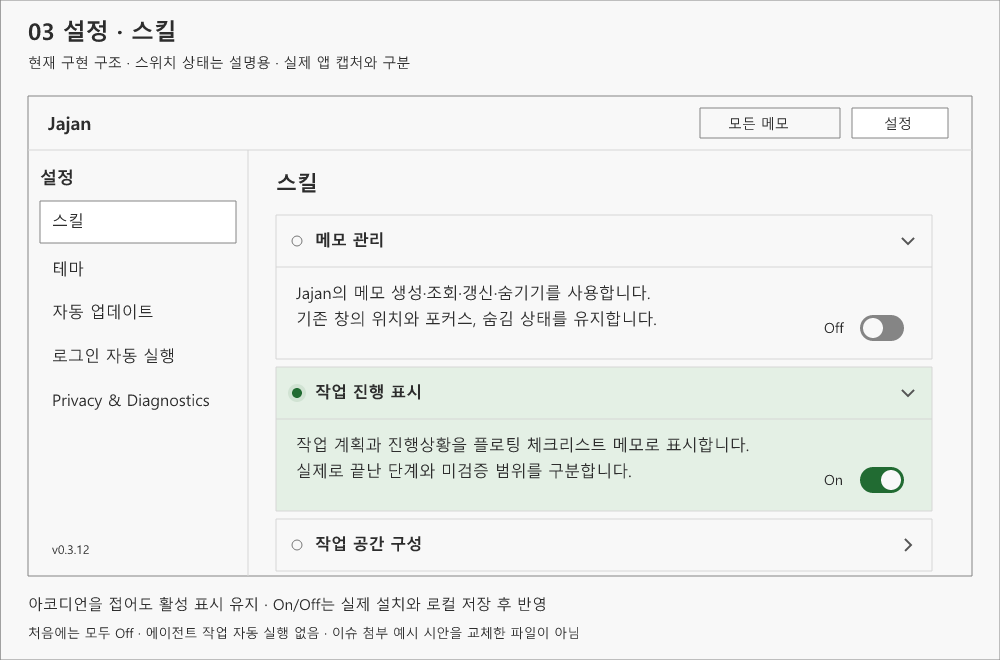 03 설정 · 스킬
현재 구현 구조 · 스위치 상태는 설명용 · 실제 앱 캡처와 구분
Jajan
모든 메모
설정
설정
스킬
테마
자동 업데이트
로그인 자동 실행
Privacy & Diagnostics
v0.3.12
스킬
메모 관리
Jajan의 메모 생성·조회·갱신·숨기기를 사용합니다.
기존 창의 위치와 포커스, 숨김 상태를 유지합니다.
Off
작업 진행 표시
작업 계획과 진행상황을 플로팅 체크리스트 메모로 표시합니다.
실제로 끝난 단계와 미검증 범위를 구분합니다.
On
작업 공간 구성
아코디언을 접어도 활성 표시 유지 · On/Off는 실제 설치와 로컬 저장 후 반영
처음에는 모두 Off · 에이전트 작업 자동 실행 없음 · 이슈 첨부 예시 시안을 교체한 파일이 아님